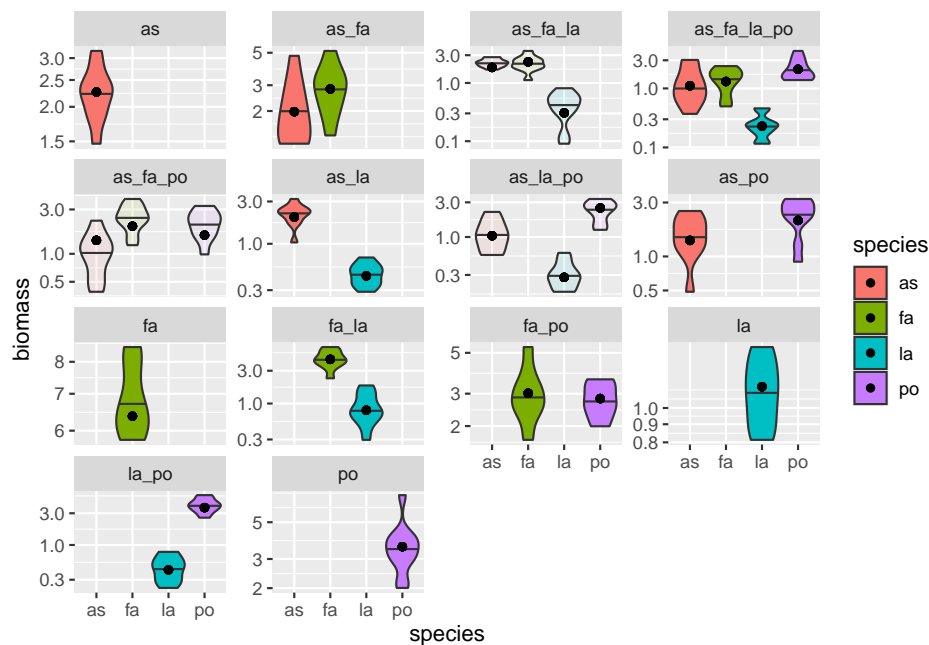 as
as_fa
as_fa_la
as_fa_la_po
3.0
2.5
2.0
1.5
5
3
2
3.0
1.0
0.3
0.1
3.0
1.0
0.3
0.1
as_fa_po
as_la
as_la_po
as_po
3.0
1.0
0.5
3.0
1.0
0.3
3.0
1.0
0.3
3.0
1.0
0.5
fa
fa_la
fa_po
la
8
7
6
3.0
1.0
0.3
5
3
2
1.0
0.9
0.8
as fa la po
as fa la po
la_po
po
3.0
1.0
0.3
5
3
2
as fa la po
as fa la po
species
biomass
species
as
fa
la
po